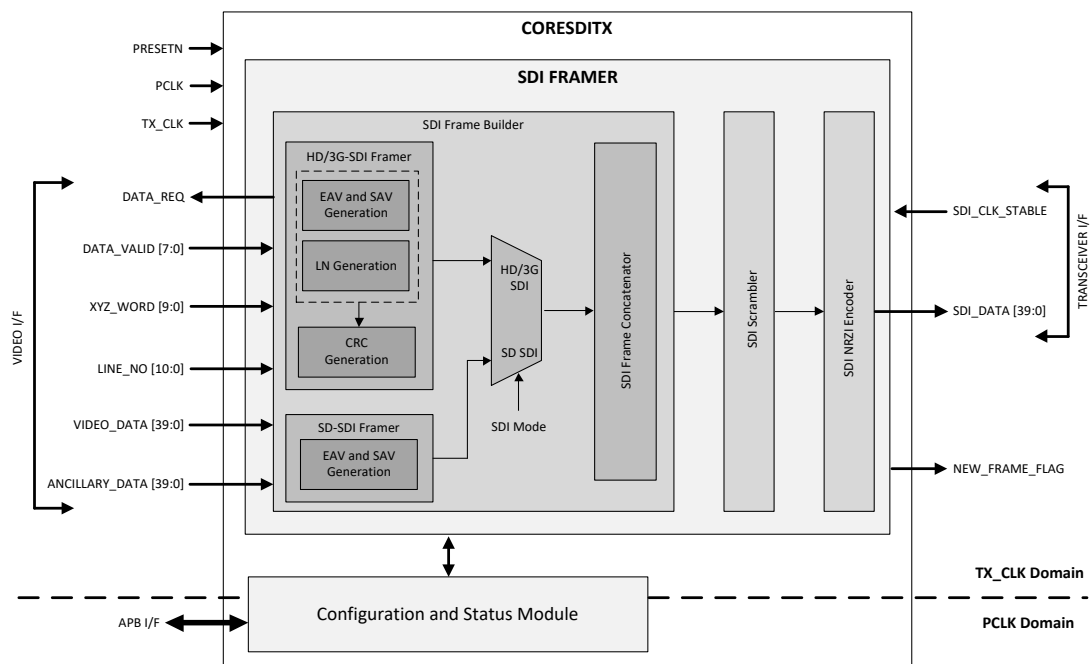 CORESDITX
PRESETN
SDI FRAMER
PCLK
TX_CLK
SDI Frame Builder
HD/3G-SDI Framer
EAV and SAV
Generation
LN Generation
CRC
Generation
SD-SDI Framer
EAV and SAV
Generation
HD/3G
SDI
SD SDI
SDI Mode
SDI Frame Concatenator
SDI Scrambler
SDI NRZI Encoder
VIDEO I/F
DATA_REQ
DATA_VALID [7:0]
XYZ_WORD [9:0]
LINE_NO [10:0]
VIDEO_DATA [39:0]
ANCILLARY_DATA [39:0]
SDI_CLK_STABLE
SDI_DATA [39:0]
TRANSCEIVER I/F
NEW_FRAME_FLAG
TX_CLK Domain
APB I/F
Configuration and Status Module
PCLK Domain